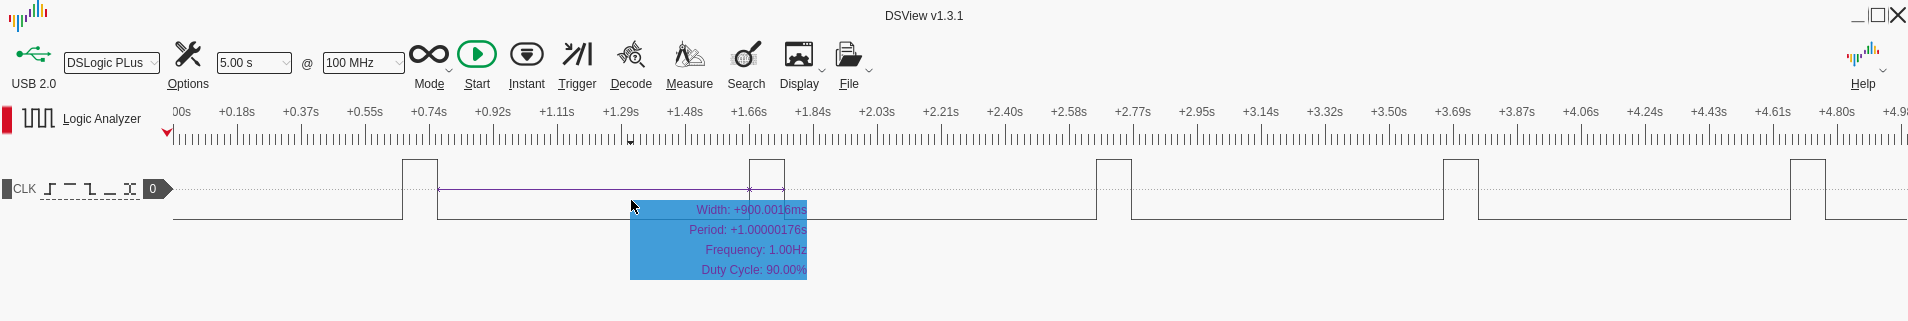 DSView v1.3.1
USB 2.0
DSLogic PLus
Options
5.00 s
@
100 MHz
Mode
Start
Instant
Trigger
Decode
Measure
Search
Display
File
Help
Logic Analyzer
00s +0.18s +0.37s +0.55s +0.74s +0.92s +1.11s +1.29s +1.48s +1.66s +1.84s +2.03s +2.21s +2.40s +2.58s +2.77s +2.95s +3.14s +3.32s +3.50s +3.69s +3.87s +4.06s +4.24s +4.43s +4.61s +4.80s +4.98
CLK
0
Width: +900.0016ms
Period: +1.00000176s
Frequency: 1.00Hz
Duty Cycle: 90.00%